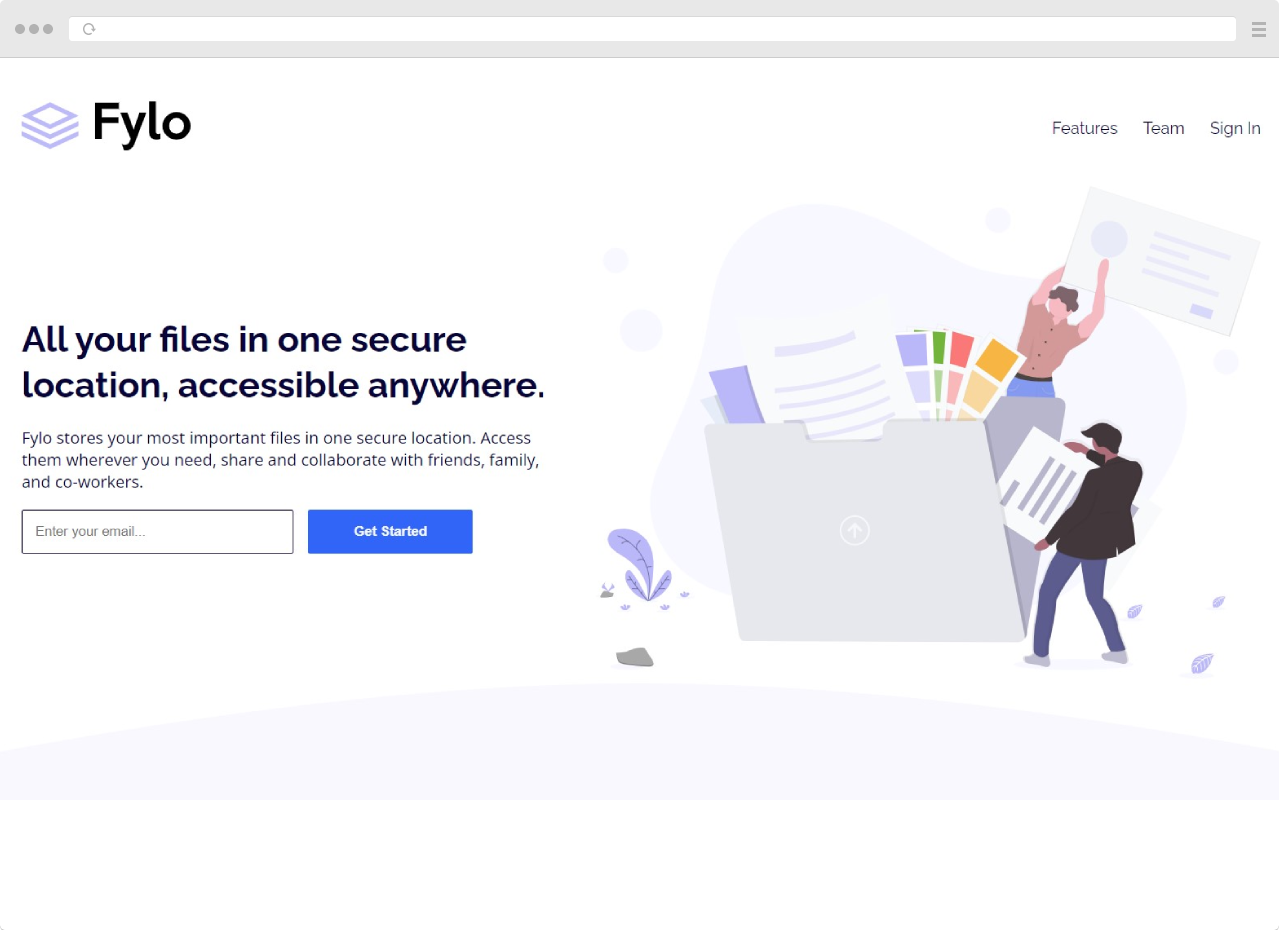 Fylo
Features Team Sign In
All your files in one secure
location, accessible anywhere.
Fylo stores your most important files in one secure location. Access
them wherever you need, share and collaborate with friends, family,
and co-workers.
Enter your email... Get Started